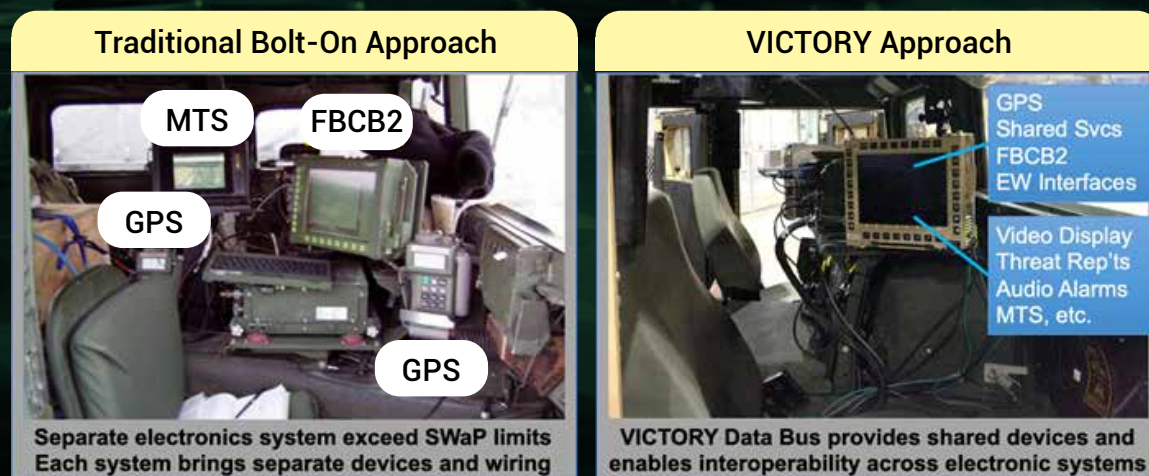 Traditional Bolt-On Approach
MTS
FBCB2
GPS
GPS
Separate electronics system exceed SWaP limits
Each system brings separate devices and wiring
VICTORY Approach
GPS
Shared Svcs
FBCB2
EW Interfaces
Video Display
Threat Rep'ts
Audio Alarms
MTS, etc.
VICTORY Data Bus provides shared devices and
enables interoperability across electronic systems